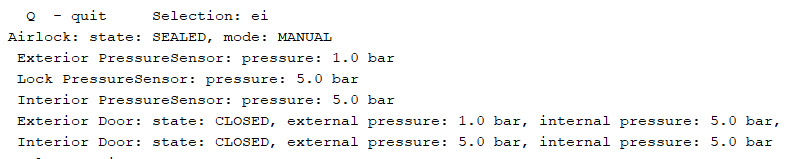 Q - quit Selection: ei
Airlock: state: SEALED, mode: MANUAL
Exterior PressureSensor: pressure: 1.0 bar
Lock PressureSensor: pressure: 5.0 bar
Interior PressureSensor: pressure: 5.0 bar
Exterior Door: state: CLOSED, external pressure: 1.0 bar, internal pressure: 5.0 bar,
Interior Door: state: CLOSED, external pressure: 5.0 bar, internal pressure: 5.0 bar